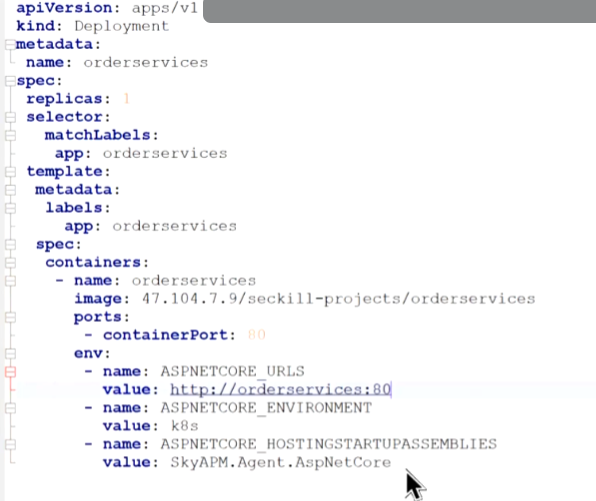 apiVersion: apps/v1
kind: Deployment
metadata:
  name: orderservices
spec:
  replicas: 1
  selector:
    matchLabels:
      app: orderservices
  template:
   metadata:
    labels:
      app: orderservices
   spec:
    containers:
      - name: orderservices
        image: 47.104.7.9/seckill-projects/orderservices
        ports:
          - containerPort: 80
        env:
          - name: ASPNETCORE_URLS
            value: http://orderservices:80
          - name: ASPNETCORE_ENVIRONMENT
            value: k8s
          - name: ASPNETCORE_HOSTINGSTARTUPASSEMBLIES
            value: SkyAPM.Agent.AspNetCore